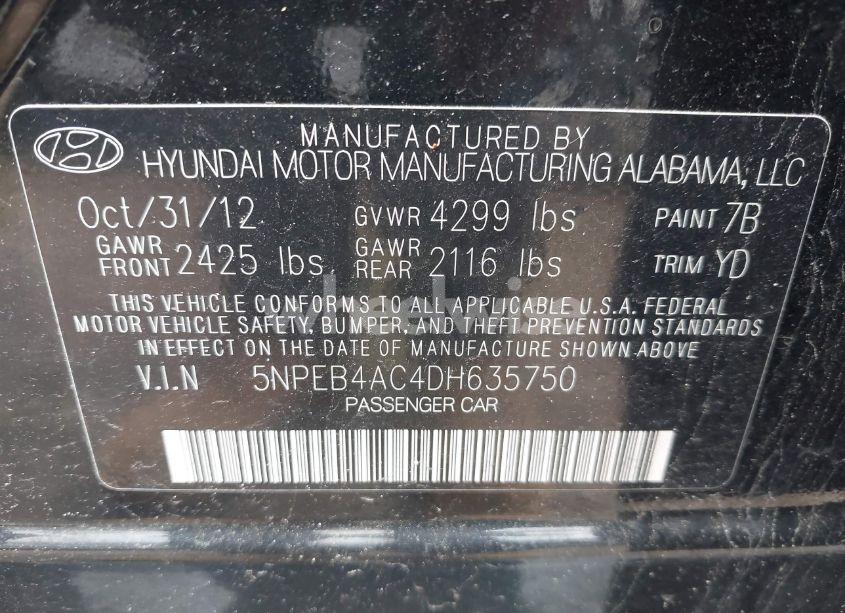 MANUFACTURED BY
HYUNDAI MOTOR MANUFACTURING ALABAMA, LLC
Oct/31/12 GVWR 4299 lbs PAINT 7B
GAWR FRONT 2425 lbs GAWR REAR 2116 lbs TRIM YD
THIS VEHICLE CONFORMS TO ALL APPLICABLE U.S.A. FEDERAL
MOTOR VEHICLE SAFETY, BUMPER, AND THEFT PREVENTION STANDARDS
IN EFFECT ON THE DATE OF MANUFACTURE SHOWN ABOVE.
V.I.N 5NPEB4AC4DH635750
PASSENGER CAR